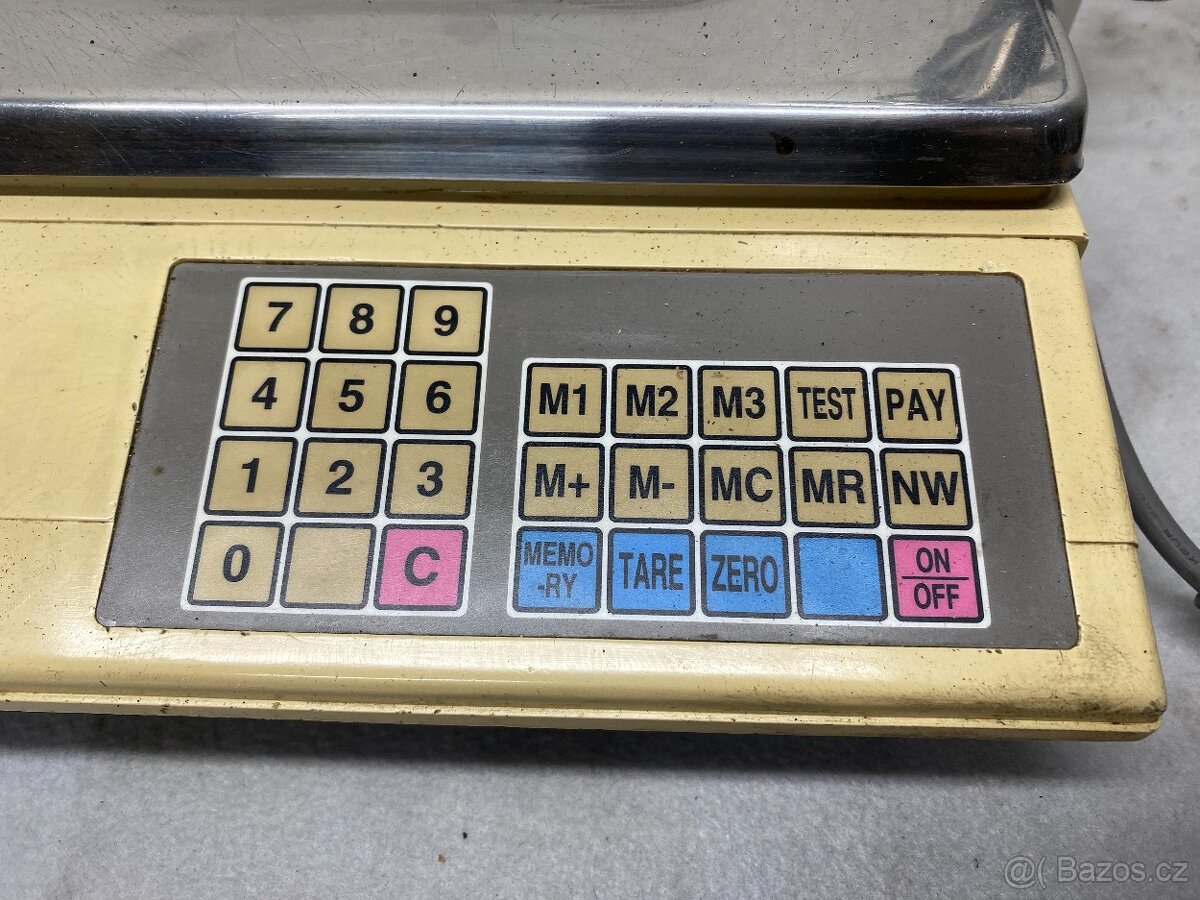 7 8 9
4 5 6
1 2 3
0 C
M1 M2 M3 TEST PAY
M+ M- MC MR NW
MEMO
-RY
TARE ZERO
ON
OFF
@( Bazos.cz